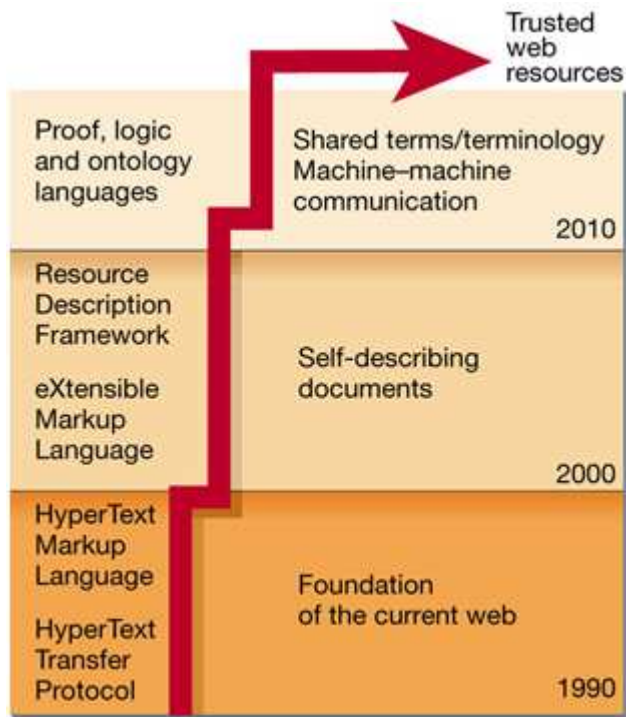 Trusted
web
resources
Proof, logic
and ontology
languages
Shared terms/terminology
Machine–machine
communication
2010
Resource
Description
Framework
eXtensible
Markup
Language
Self-describing
documents
2000
HyperText
Markup
Language
HyperText
Transfer
Protocol
Foundation
of the current web
1990